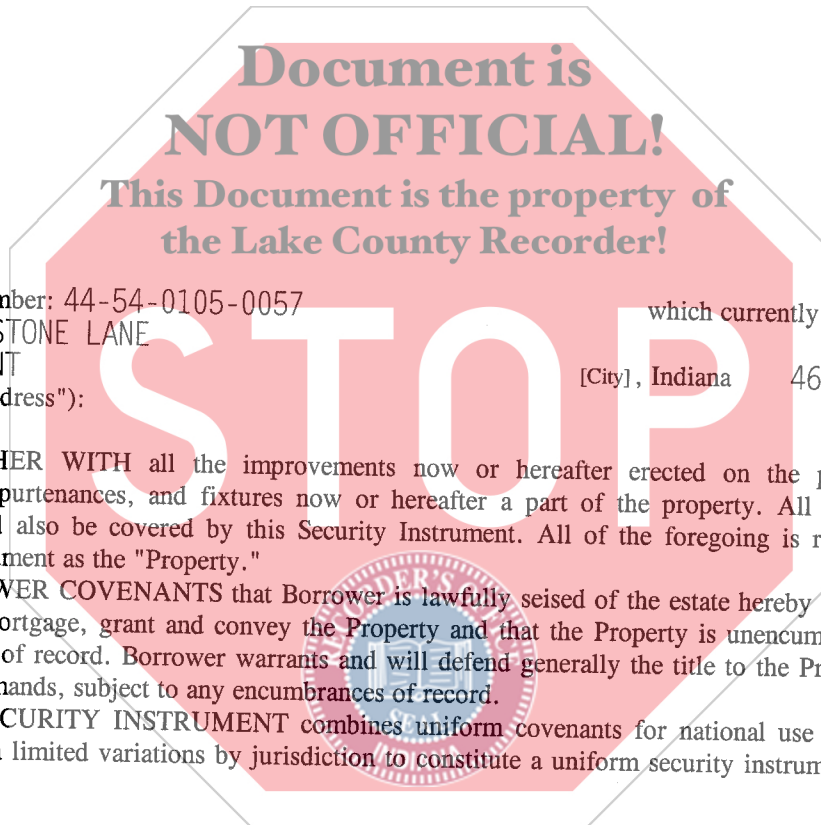 Document is
NOT OFFICIAL!
This Document is the property of
the Lake County Recorder!
STOP
mber: 44-54-0105-0057 which currently
STONE LANE
NT
[City], Indiana 46
dress"):
HER WITH all the improvements now or hereafter erected on the
purtenances, and fixtures now or hereafter a part of the property. All
l also be covered by this Security Instrument. All of the foregoing is r
ment as the "Property."
WER COVENANTS that Borrower is lawfully seised of the estate hereby
ortgage, grant and convey the Property and that the Property is unencum
of record. Borrower warrants and will defend generally the title to the Pr
nands, subject to any encumbrances of record.
CURITY INSTRUMENT combines uniform covenants for national use
limited variations by jurisdiction to constitute a uniform security instrum
RECORDER'S OFFICE
SEAL
INDIANA